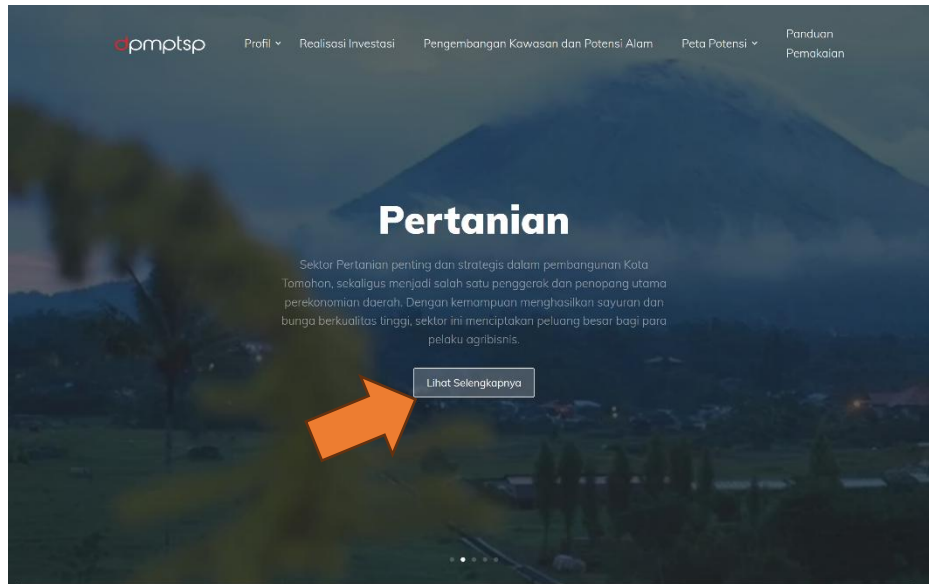 dpmptsp
Profil
Realisasi Investasi
Pengembangan Kawasan dan Potensi Alam
Peta Potensi
Panduan
Pemakaian
Pertanian
Sektor Pertanian penting dan strategis dalam pembangunan Kota
Tomohon, sekaligus menjadi salah satu penggerak dan penopang utama
perekonomian daerah. Dengan kemampuan menghasilkan sayuran dan
bunga berkualitas tinggi, sektor ini menciptakan peluang besar bagi para
pelaku agribisnis.
Lihat Selengkapnya